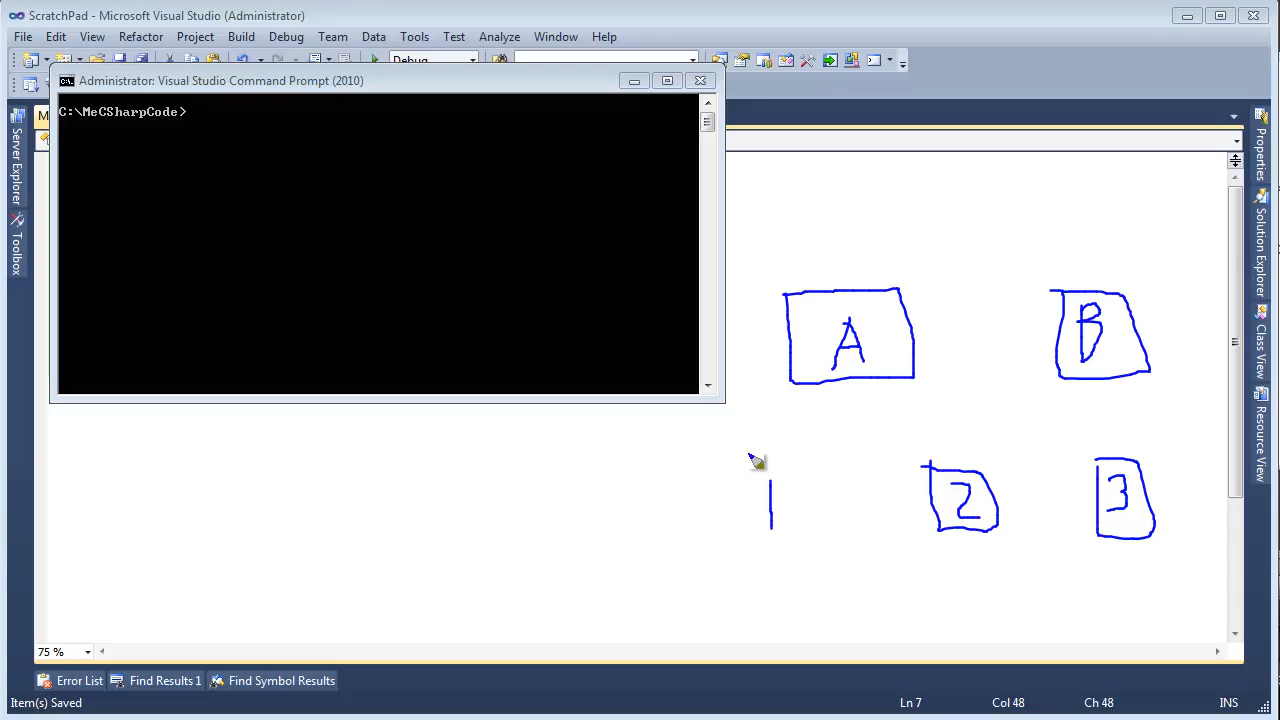 ScratchPad - Microsoft Visual Studio (Administrator)
File Edit View Refactor Project Build Debug Team Data Tools Test Analyze Window Help
Debug
Administrator: Visual Studio Command Prompt (2010)
C:\MeCSharpCode>
M
Server Explorer
Toolbox
Properties
Solution Explorer
Class View
Resource View
A B
1 2 3
75 %
Error List Find Results 1 Find Symbol Results
Item(s) Saved Ln 7 Col 48 Ch 48 INS